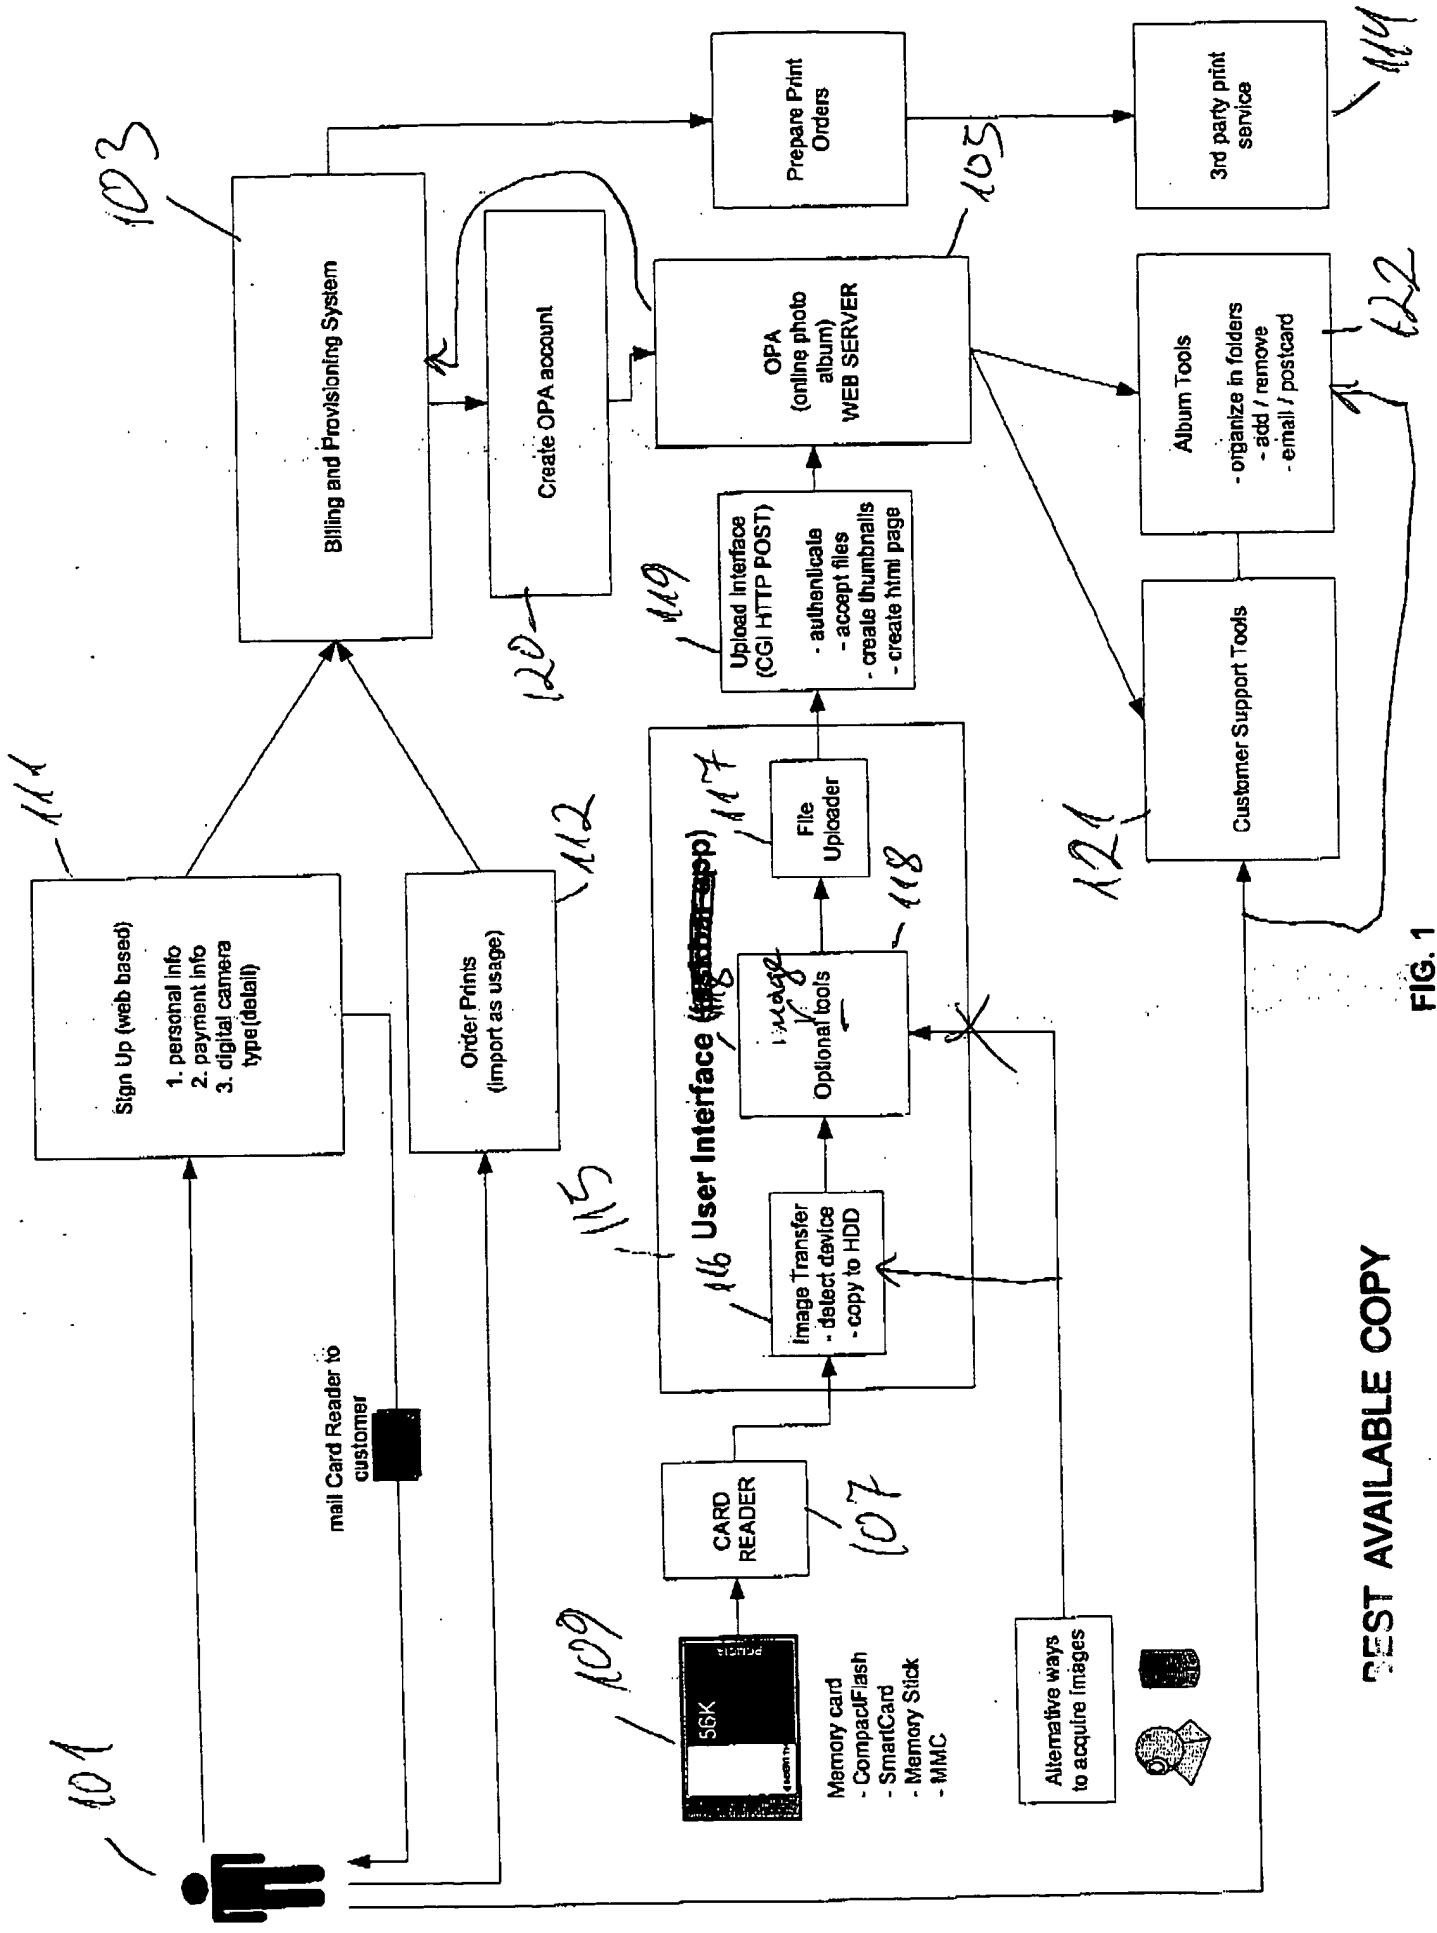 101
111
103
Sign Up (web based)
1. personal info
2. payment info
3. digital camera
type(detail)
Billing and Provisioning System
mail Card Reader to
customer
Order Prints
(import as usage)
112
120
Create OPA account
Prepare Print
Orders
3rd party print
service
114
109
56K
Memory card
- CompactFlash
- SmartCard
- Memory Stick
- MMC
CARD
READER
107
115
User Interface
116
Image Transfer
- detect device
- copy to HDD
118
image
Optional tools
118
117
File
Uploader
119
Upload Interface
(CGI HTTP POST)
- authenticate
- accept files
- create thumbnails
- create html page
OPA
(online photo
album)
WEB SERVER
105
Alternative ways
to acquire images
121
Customer Support Tools
Album Tools
- organize in folders
- add / remove
- email / postcard
122
BEST AVAILABLE COPY
FIG. 1